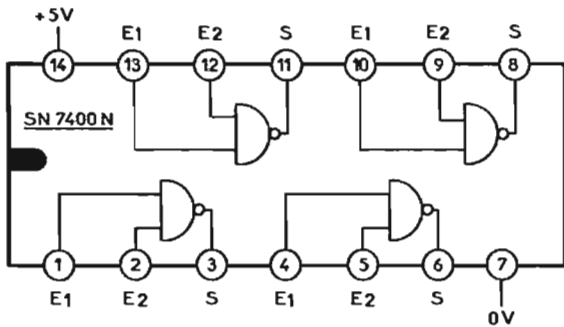 +5V E1 E2 S E1 E2 S
14 13 12 11 10 9 8
SN 7400 N
1 2 3 4 5 6 7
E1 E2 S E1 E2 S
0V